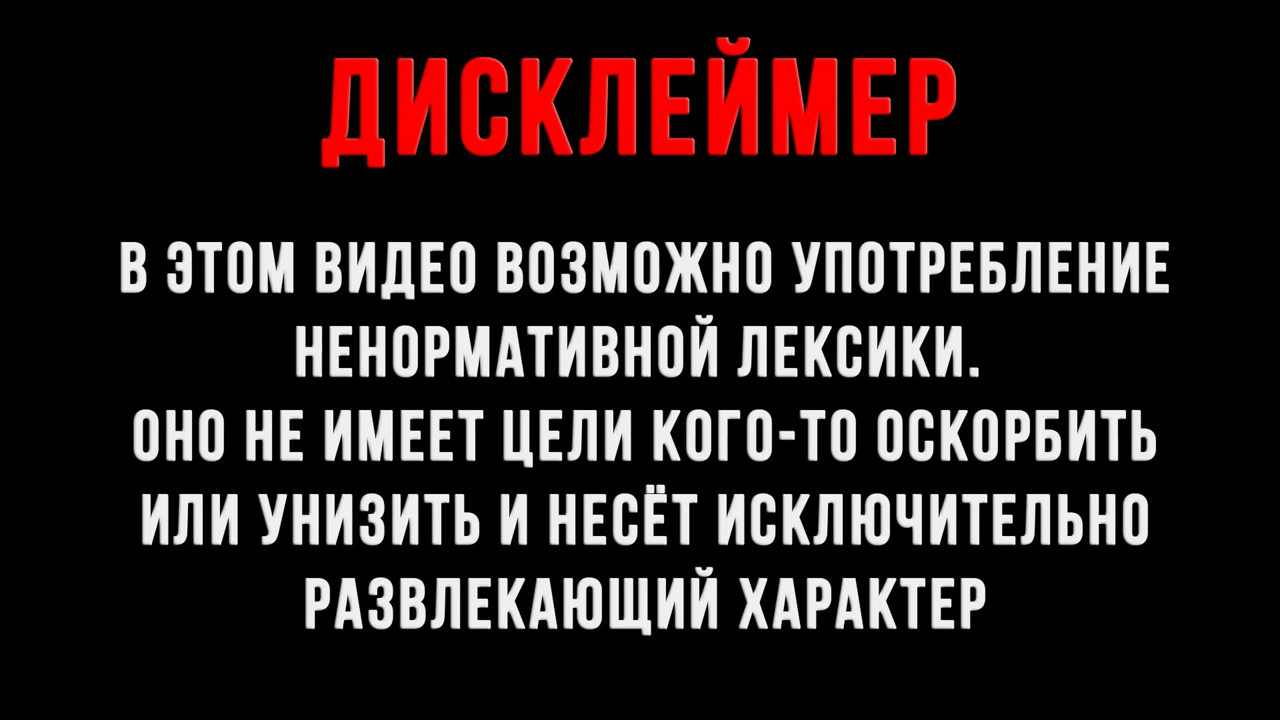 ДИСКЛЕЙМЕР
В ЭТОМ ВИДЕО ВОЗМОЖНО УПОТРЕБЛЕНИЕ
НЕНОРМАТИВНОЙ ЛЕКСИКИ.
ОНО НЕ ИМЕЕТ ЦЕЛИ КОГО-ТО ОСКОРБИТЬ
ИЛИ УНИЗИТЬ И НЕСЁТ ИСКЛЮЧИТЕЛЬНО
РАЗВЛЕКАЮЩИЙ ХАРАКТЕР